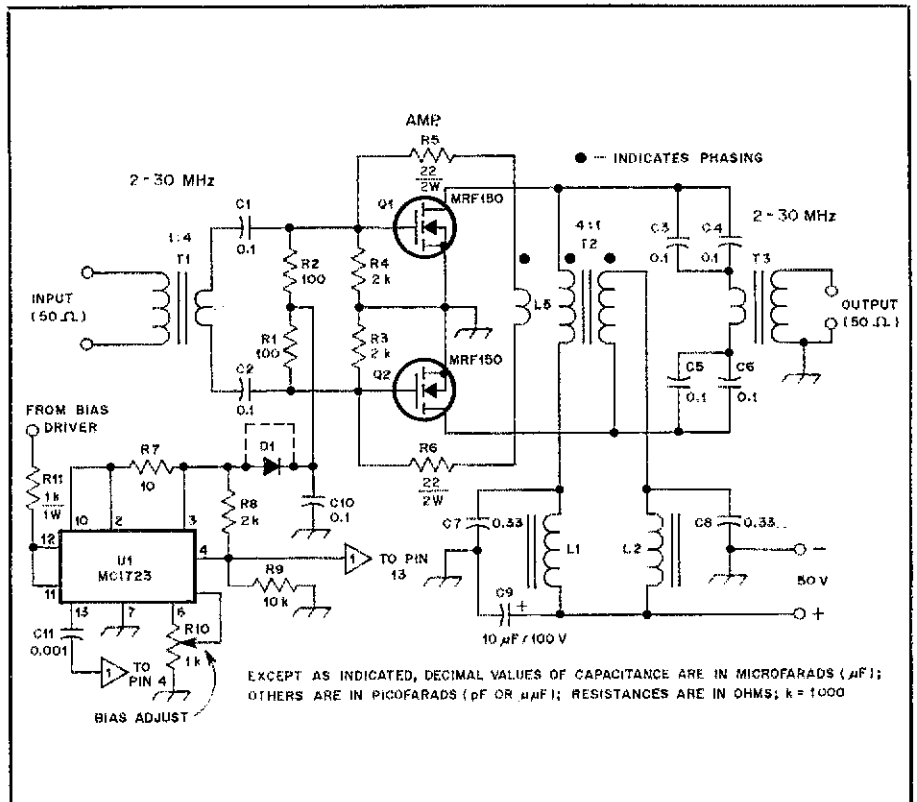 AMP.
R5
22
2W
● --- INDICATES PHASING
2-30 MHz
Q1
MRF150
C1
0.1
1:4
T1
R2
100
R4
2 k
4:1
T2
C3
0.1
C4
0.1
2-30 MHz
T3
INPUT
(50 Ω)
L5
OUTPUT
(50 Ω)
R1
100
R3
2 k
MRF150
C2
0.1
Q2
C5
0.1
C6
0.1
FROM BIAS
DRIVER
D1
R6
22
2W
R7
10
R11
1 k
1W
R8
2 k
C10
0.1
C7
0.33
L1
L2
C8
0.33
10
2
3
12
U1
MC1723
4
1
TO PIN
13
11
R9
10 k
−
50 V
+
13
7
6
C9
+
10 μF/100 V
C11
0.001
R10
1 k
1
TO
PIN 4
BIAS ADJUST
EXCEPT AS INDICATED, DECIMAL VALUES OF CAPACITANCE ARE IN MICROFARADS (μF);
OTHERS ARE IN PICOFARADS (pF OR μμF); RESISTANCES ARE IN OHMS; k = 1000